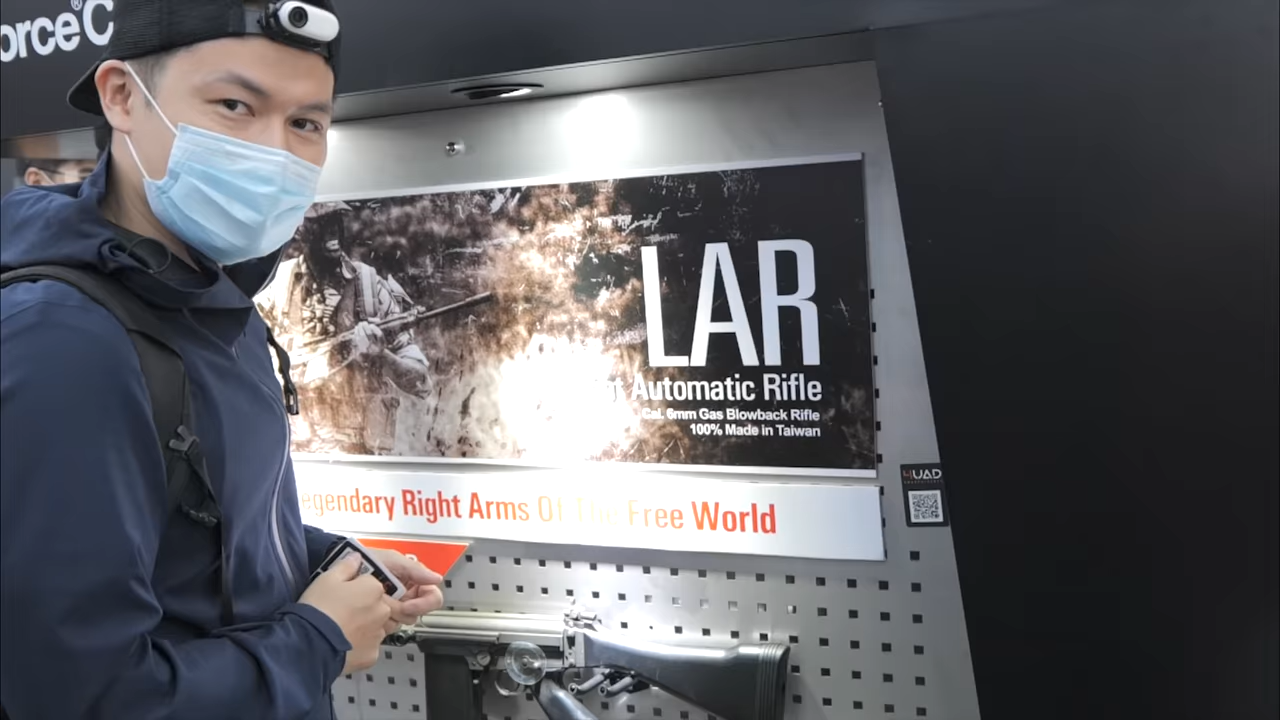 orce®C
LAR
Automatic Rifle
Cal. 6mm Gas Blowback Rifle
100% Made in Taiwan
egendary Right Arms Of The Free World
QUAD